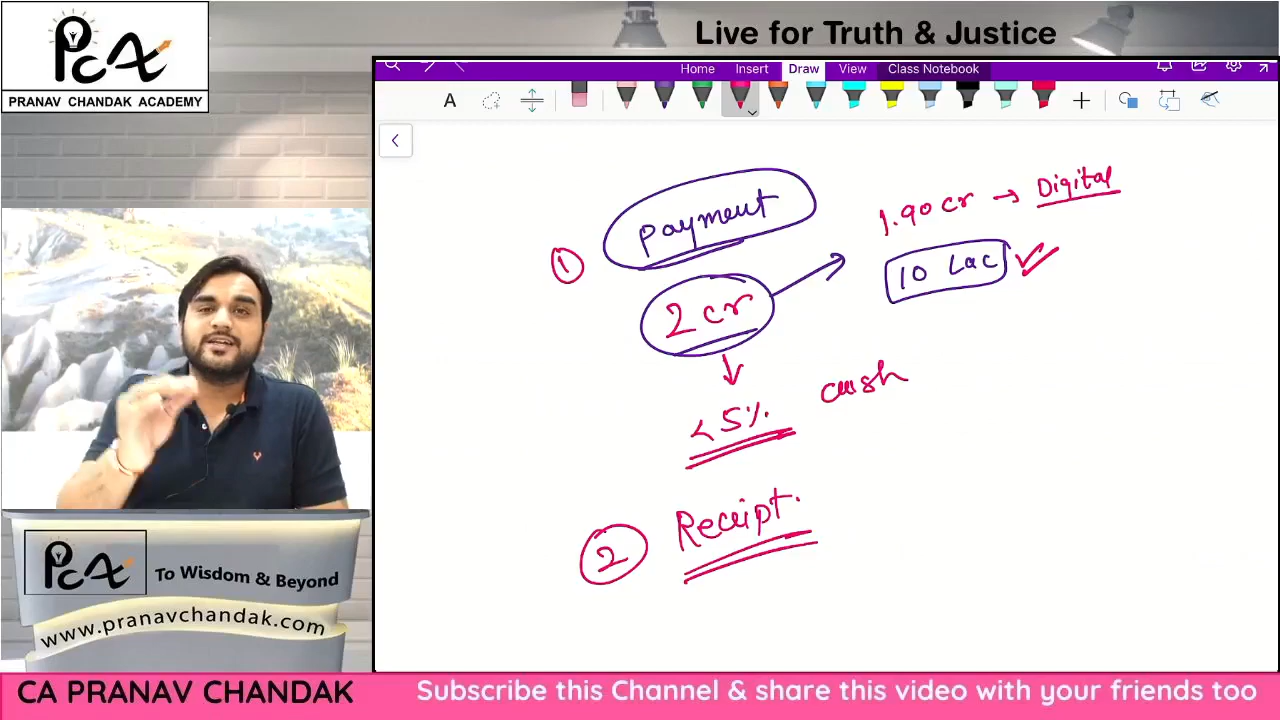 PCA
PRANAV CHANDAK ACADEMY
Live for Truth & Justice
Home Insert Draw View Class Notebook
A
① payment
1.90 cr → Digital
2 cr
10 Lac
<5% cash
② Receipt.
PCA
To Wisdom & Beyond
www.pranavchandak.com
CA PRANAV CHANDAK
Subscribe this Channel & share this video with your friends too